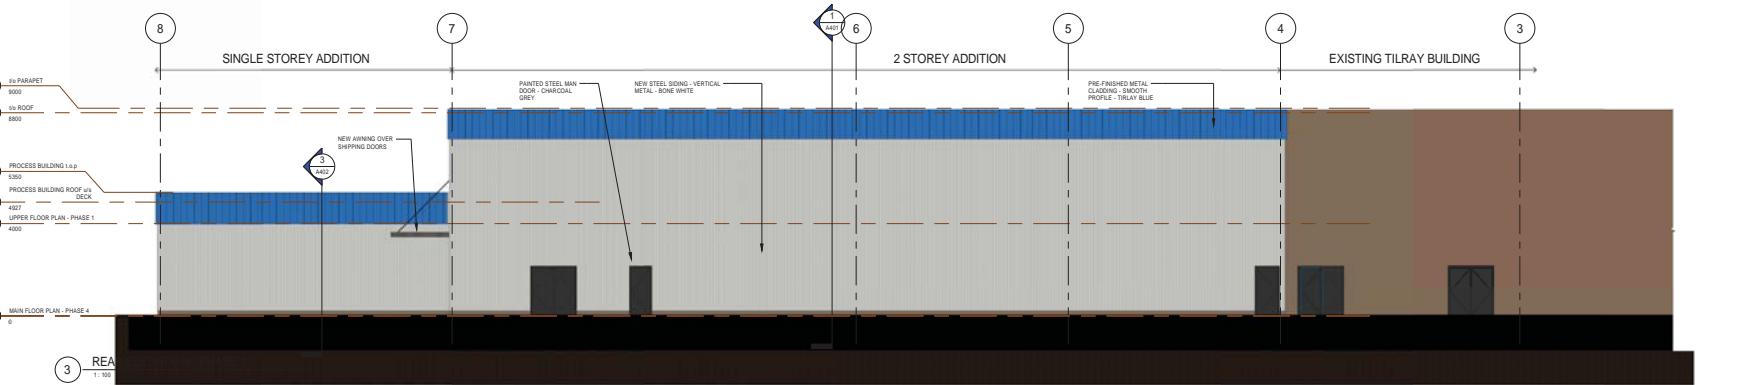 8
7
1
A401
6
5
4
3
SINGLE STOREY ADDITION
2 STOREY ADDITION
EXISTING TILRAY BUILDING
t/o PARAPET
9000
t/o ROOF
8800
PAINTED STEEL MAN
DOOR - CHARCOAL
GREY
NEW STEEL SIDING - VERTICAL
METAL - BONE WHITE
PRE-FINISHED METAL
CLADDING - SMOOTH
PROFILE - TIRLAY BLUE
NEW AWNING OVER
SHIPPING DOORS
3
A402
PROCESS BUILDING t.o.p
5350
PROCESS BUILDING ROOF u/s
DECK
4927
UPPER FLOOR PLAN - PHASE 1
4000
MAIN FLOOR PLAN - PHASE 4
0
3
REA
1 : 100